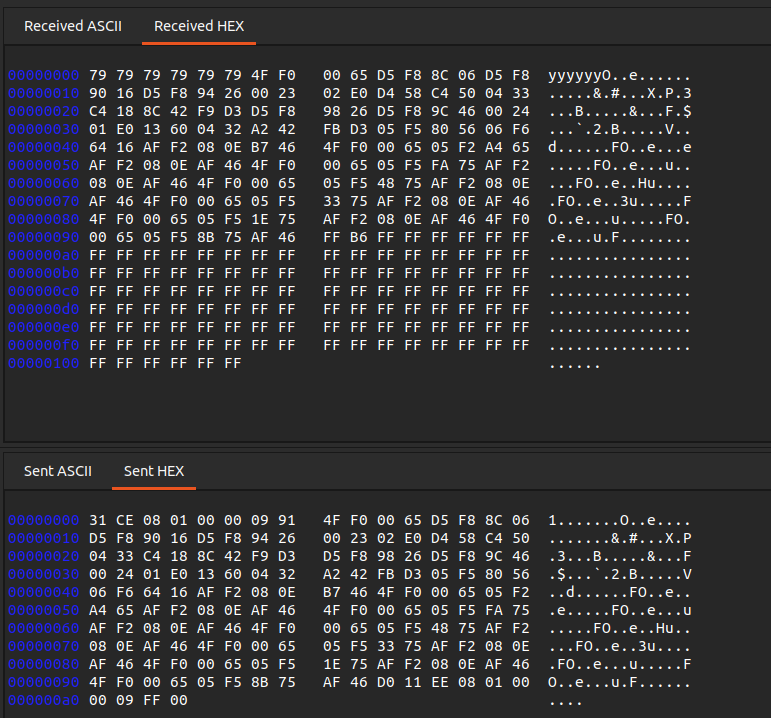 Received ASCII Received HEX
00000000 79 79 79 79 79 79 4F F0 00 65 D5 F8 8C 06 D5 F8 yyyyyyO..e......
00000010 90 16 D5 F8 94 26 00 23 02 E0 D4 58 C4 50 04 33 .....&.#...X.P.3
00000020 C4 18 8C 42 F9 D3 D5 F8 98 26 D5 F8 9C 46 00 24 ...B.....&...F.$
00000030 01 E0 13 60 04 32 A2 42 FB D3 05 F5 80 56 06 F6 ...`.2.B.....V..
00000040 64 16 AF F2 08 0E B7 46 4F F0 00 65 05 F2 A4 65 d......FO..e...e
00000050 AF F2 08 0E AF 46 4F F0 00 65 05 F5 FA 75 AF F2 .....FO..e...u..
00000060 08 0E AF 46 4F F0 00 65 05 F5 48 75 AF F2 08 0E ...FO..e..Hu....
00000070 AF 46 4F F0 00 65 05 F5 33 75 AF F2 08 0E AF 46 .FO..e..3u.....F
00000080 4F F0 00 65 05 F5 1E 75 AF F2 08 0E AF 46 4F F0 O..e...u.....FO.
00000090 00 65 05 F5 8B 75 AF 46 FF B6 FF FF FF FF FF FF .e...u.F........
000000a0 FF FF FF FF FF FF FF FF FF FF FF FF FF FF FF FF ................
000000b0 FF FF FF FF FF FF FF FF FF FF FF FF FF FF FF FF ................
000000c0 FF FF FF FF FF FF FF FF FF FF FF FF FF FF FF FF ................
000000d0 FF FF FF FF FF FF FF FF FF FF FF FF FF FF FF FF ................
000000e0 FF FF FF FF FF FF FF FF FF FF FF FF FF FF FF FF ................
000000f0 FF FF FF FF FF FF FF FF FF FF FF FF FF FF FF FF ................
00000100 FF FF FF FF FF FF ......
Sent ASCII Sent HEX
00000000 31 CE 08 01 00 00 09 91 4F F0 00 65 D5 F8 8C 06 1.......O..e....
00000010 D5 F8 90 16 D5 F8 94 26 00 23 02 E0 D4 58 C4 50 .......&.#...X.P
00000020 04 33 C4 18 8C 42 F9 D3 D5 F8 98 26 D5 F8 9C 46 .3...B.....&...F
00000030 00 24 01 E0 13 60 04 32 A2 42 FB D3 05 F5 80 56 .$...`.2.B.....V
00000040 06 F6 64 16 AF F2 08 0E B7 46 4F F0 00 65 05 F2 ..d......FO..e..
00000050 A4 65 AF F2 08 0E AF 46 4F F0 00 65 05 F5 FA 75 .e.....FO..e...u
00000060 AF F2 08 0E AF 46 4F F0 00 65 05 F5 48 75 AF F2 .....FO..e..Hu..
00000070 08 0E AF 46 4F F0 00 65 05 F5 33 75 AF F2 08 0E ...FO..e..3u....
00000080 AF 46 4F F0 00 65 05 F5 1E 75 AF F2 08 0E AF 46 .FO..e...u.....F
00000090 4F F0 00 65 05 F5 8B 75 AF 46 D0 11 EE 08 01 00 O..e...u.F......
000000a0 00 09 FF 00 ....